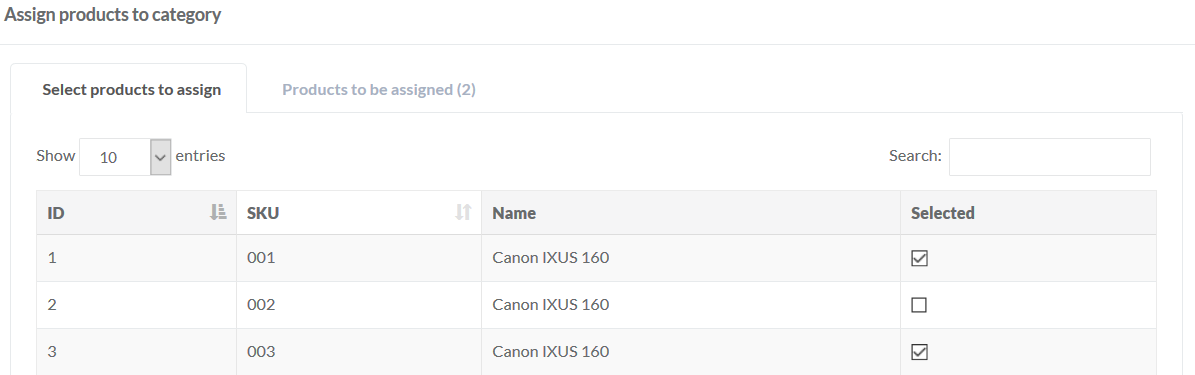 Assign products to category
Select products to assign Products to be assigned (2)
Show 10 entries Search:
ID SKU Name Selected
1 001 Canon IXUS 160
2 002 Canon IXUS 160
3 003 Canon IXUS 160